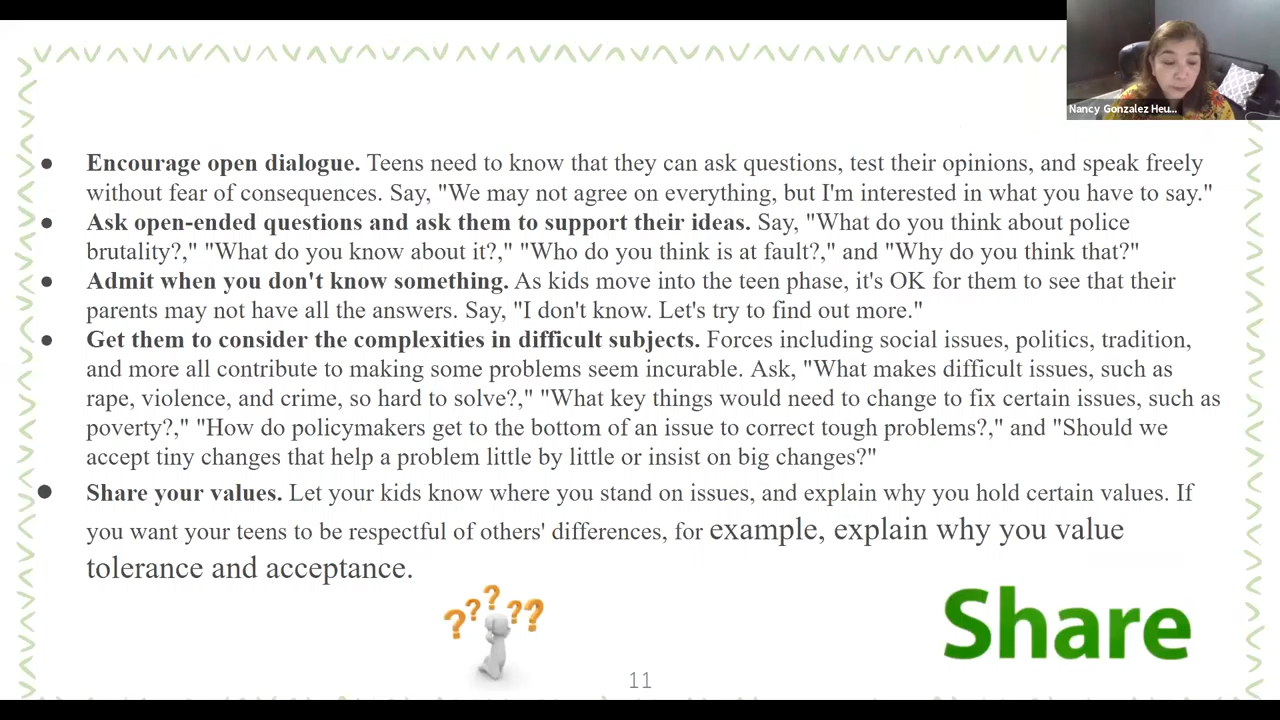 Nancy Gonzalez Heu...
● Encourage open dialogue. Teens need to know that they can ask questions, test their opinions, and speak freely
without fear of consequences. Say, "We may not agree on everything, but I'm interested in what you have to say."
● Ask open-ended questions and ask them to support their ideas. Say, "What do you think about police
brutality?," "What do you know about it?," "Who do you think is at fault?," and "Why do you think that?"
● Admit when you don't know something. As kids move into the teen phase, it's OK for them to see that their
parents may not have all the answers. Say, "I don't know. Let's try to find out more."
● Get them to consider the complexities in difficult subjects. Forces including social issues, politics, tradition,
and more all contribute to making some problems seem incurable. Ask, "What makes difficult issues, such as
rape, violence, and crime, so hard to solve?," "What key things would need to change to fix certain issues, such as
poverty?," "How do policymakers get to the bottom of an issue to correct tough problems?," and "Should we
accept tiny changes that help a problem little by little or insist on big changes?"
● Share your values. Let your kids know where you stand on issues, and explain why you hold certain values. If
you want your teens to be respectful of others' differences, for example, explain why you value
tolerance and acceptance.
? ? ? ? ?
Share
11